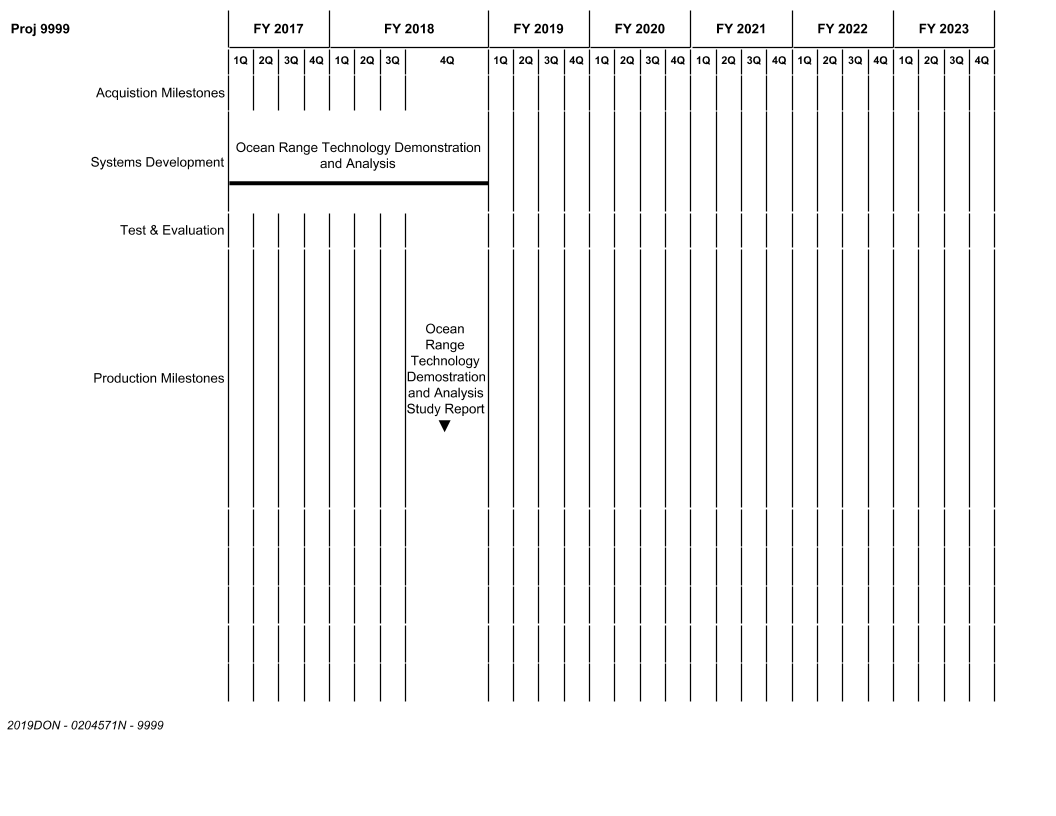 Proj 9999 FY 2017 FY 2018 FY 2019 FY 2020 FY 2021 FY 2022 FY 2023
1Q 2Q 3Q 4Q 1Q 2Q 3Q 4Q 1Q 2Q 3Q 4Q 1Q 2Q 3Q 4Q 1Q 2Q 3Q 4Q 1Q 2Q 3Q 4Q 1Q 2Q 3Q 4Q
Acquistion Milestones
Systems Development
Ocean Range Technology Demonstration
and Analysis
Test & Evaluation
Production Milestones
Ocean
Range
Technology
Demostration
and Analysis
Study Report
2019DON - 0204571N - 9999